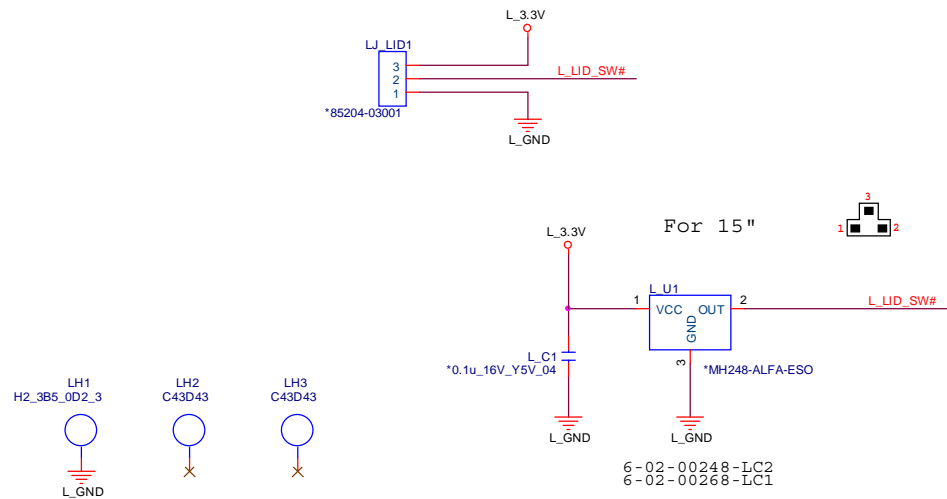 L_3.3V
LJ_LID1
3
2
1
L_LID_SW#
*85204-03001
L_GND
3
1
2
For 15"
L_3.3V
L_U1
1
VCC
OUT
GND
2
3
L_LID_SW#
L_C1
*0.1u_16V_Y5V_04
*MH248-ALFA-ESO
L_GND
L_GND
6-02-00248-LC2
6-02-00268-LC1
LH1
H2_3B5_0D2_3
LH2
C43D43
LH3
C43D43
L_GND